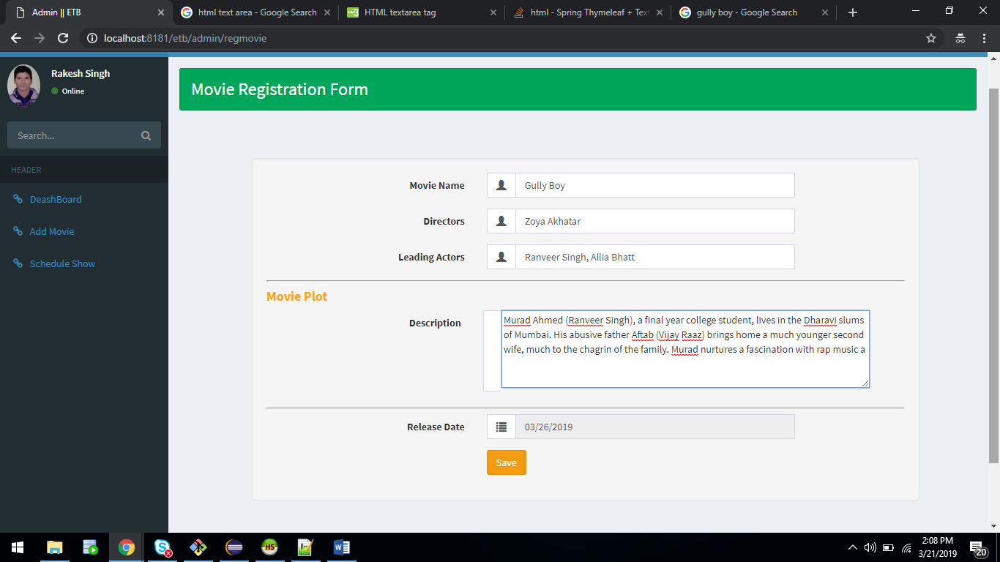 Admin || ETB
html text area - Google Search
HTML textarea tag
html - Spring Thymeleaf + Text
gully boy - Google Search
localhost:8181/etb/admin/regmovie
Rakesh Singh
Online
Search...
HEADER
DeashBoard
Add Movie
Schedule Show
Movie Registration Form
Movie Name
Gully Boy
Directors
Zoya Akhatar
Leading Actors
Ranveer Singh, Allia Bhatt
Movie Plot
Description
Murad Ahmed (Ranveer Singh), a final year college student, lives in the Dharavi slums
of Mumbai. His abusive father Aftab (Vijay Raaz) brings home a much younger second
wife, much to the chagrin of the family. Murad nurtures a fascination with rap music a
Release Date
03/26/2019
Save
HS
2:08 PM
3/21/2019
20